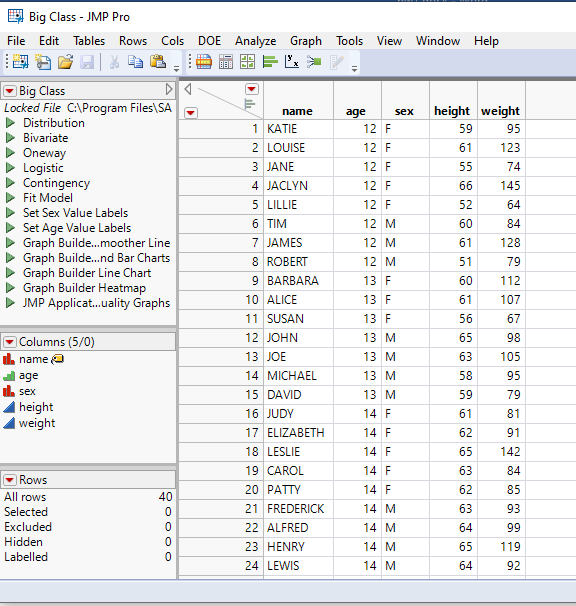 Big Class - JMP Pro
File Edit Tables Rows Cols DOE Analyze Graph Tools View Window Help
Big Class
Locked File C:\Program Files\SA
Distribution
Bivariate
Oneway
Logistic
Contingency
Fit Model
Set Sex Value Labels
Set Age Value Labels
Graph Builde...moother Line
Graph Builde...nd Bar Charts
Graph Builder Line Chart
Graph Builder Heatmap
JMP Applicat...uality Graphs
Columns (5/0)
name
age
sex
height
weight
Rows
All rows 40
Selected 0
Excluded 0
Hidden 0
Labelled 0
name age sex height weight
1 KATIE 12 F 59 95
2 LOUISE 12 F 61 123
3 JANE 12 F 55 74
4 JACLYN 12 F 66 145
5 LILLIE 12 F 52 64
6 TIM 12 M 60 84
7 JAMES 12 M 61 128
8 ROBERT 12 M 51 79
9 BARBARA 13 F 60 112
10 ALICE 13 F 61 107
11 SUSAN 13 F 56 67
12 JOHN 13 M 65 98
13 JOE 13 M 63 105
14 MICHAEL 13 M 58 95
15 DAVID 13 M 59 79
16 JUDY 14 F 61 81
17 ELIZABETH 14 F 62 91
18 LESLIE 14 F 65 142
19 CAROL 14 F 63 84
20 PATTY 14 F 62 85
21 FREDERICK 14 M 63 93
22 ALFRED 14 M 64 99
23 HENRY 14 M 65 119
24 LEWIS 14 M 64 92